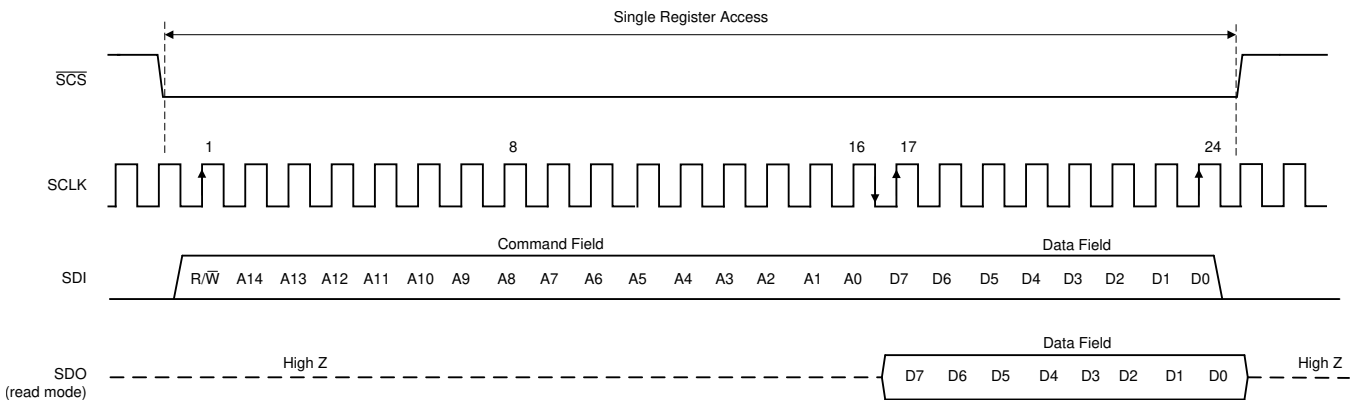 Single Register Access
SCS
1 8 16 17 24
SCLK
Command Field Data Field
SDI R/W A14 A13 A12 A11 A10 A9 A8 A7 A6 A5 A4 A3 A2 A1 A0 D7 D6 D5 D4 D3 D2 D1 D0
Data Field
High Z High Z
SDO D7 D6 D5 D4 D3 D2 D1 D0
(read mode)